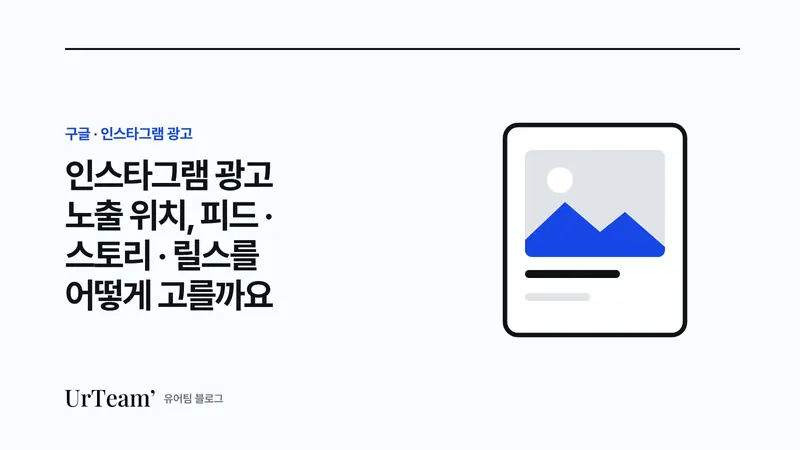 구글 · 인스타그램 광고
인스타그램 광고
노출 위치, 피드 ·
스토리 · 릴스를
어떻게 고를까요
UrTeam’ 유어팀 블로그